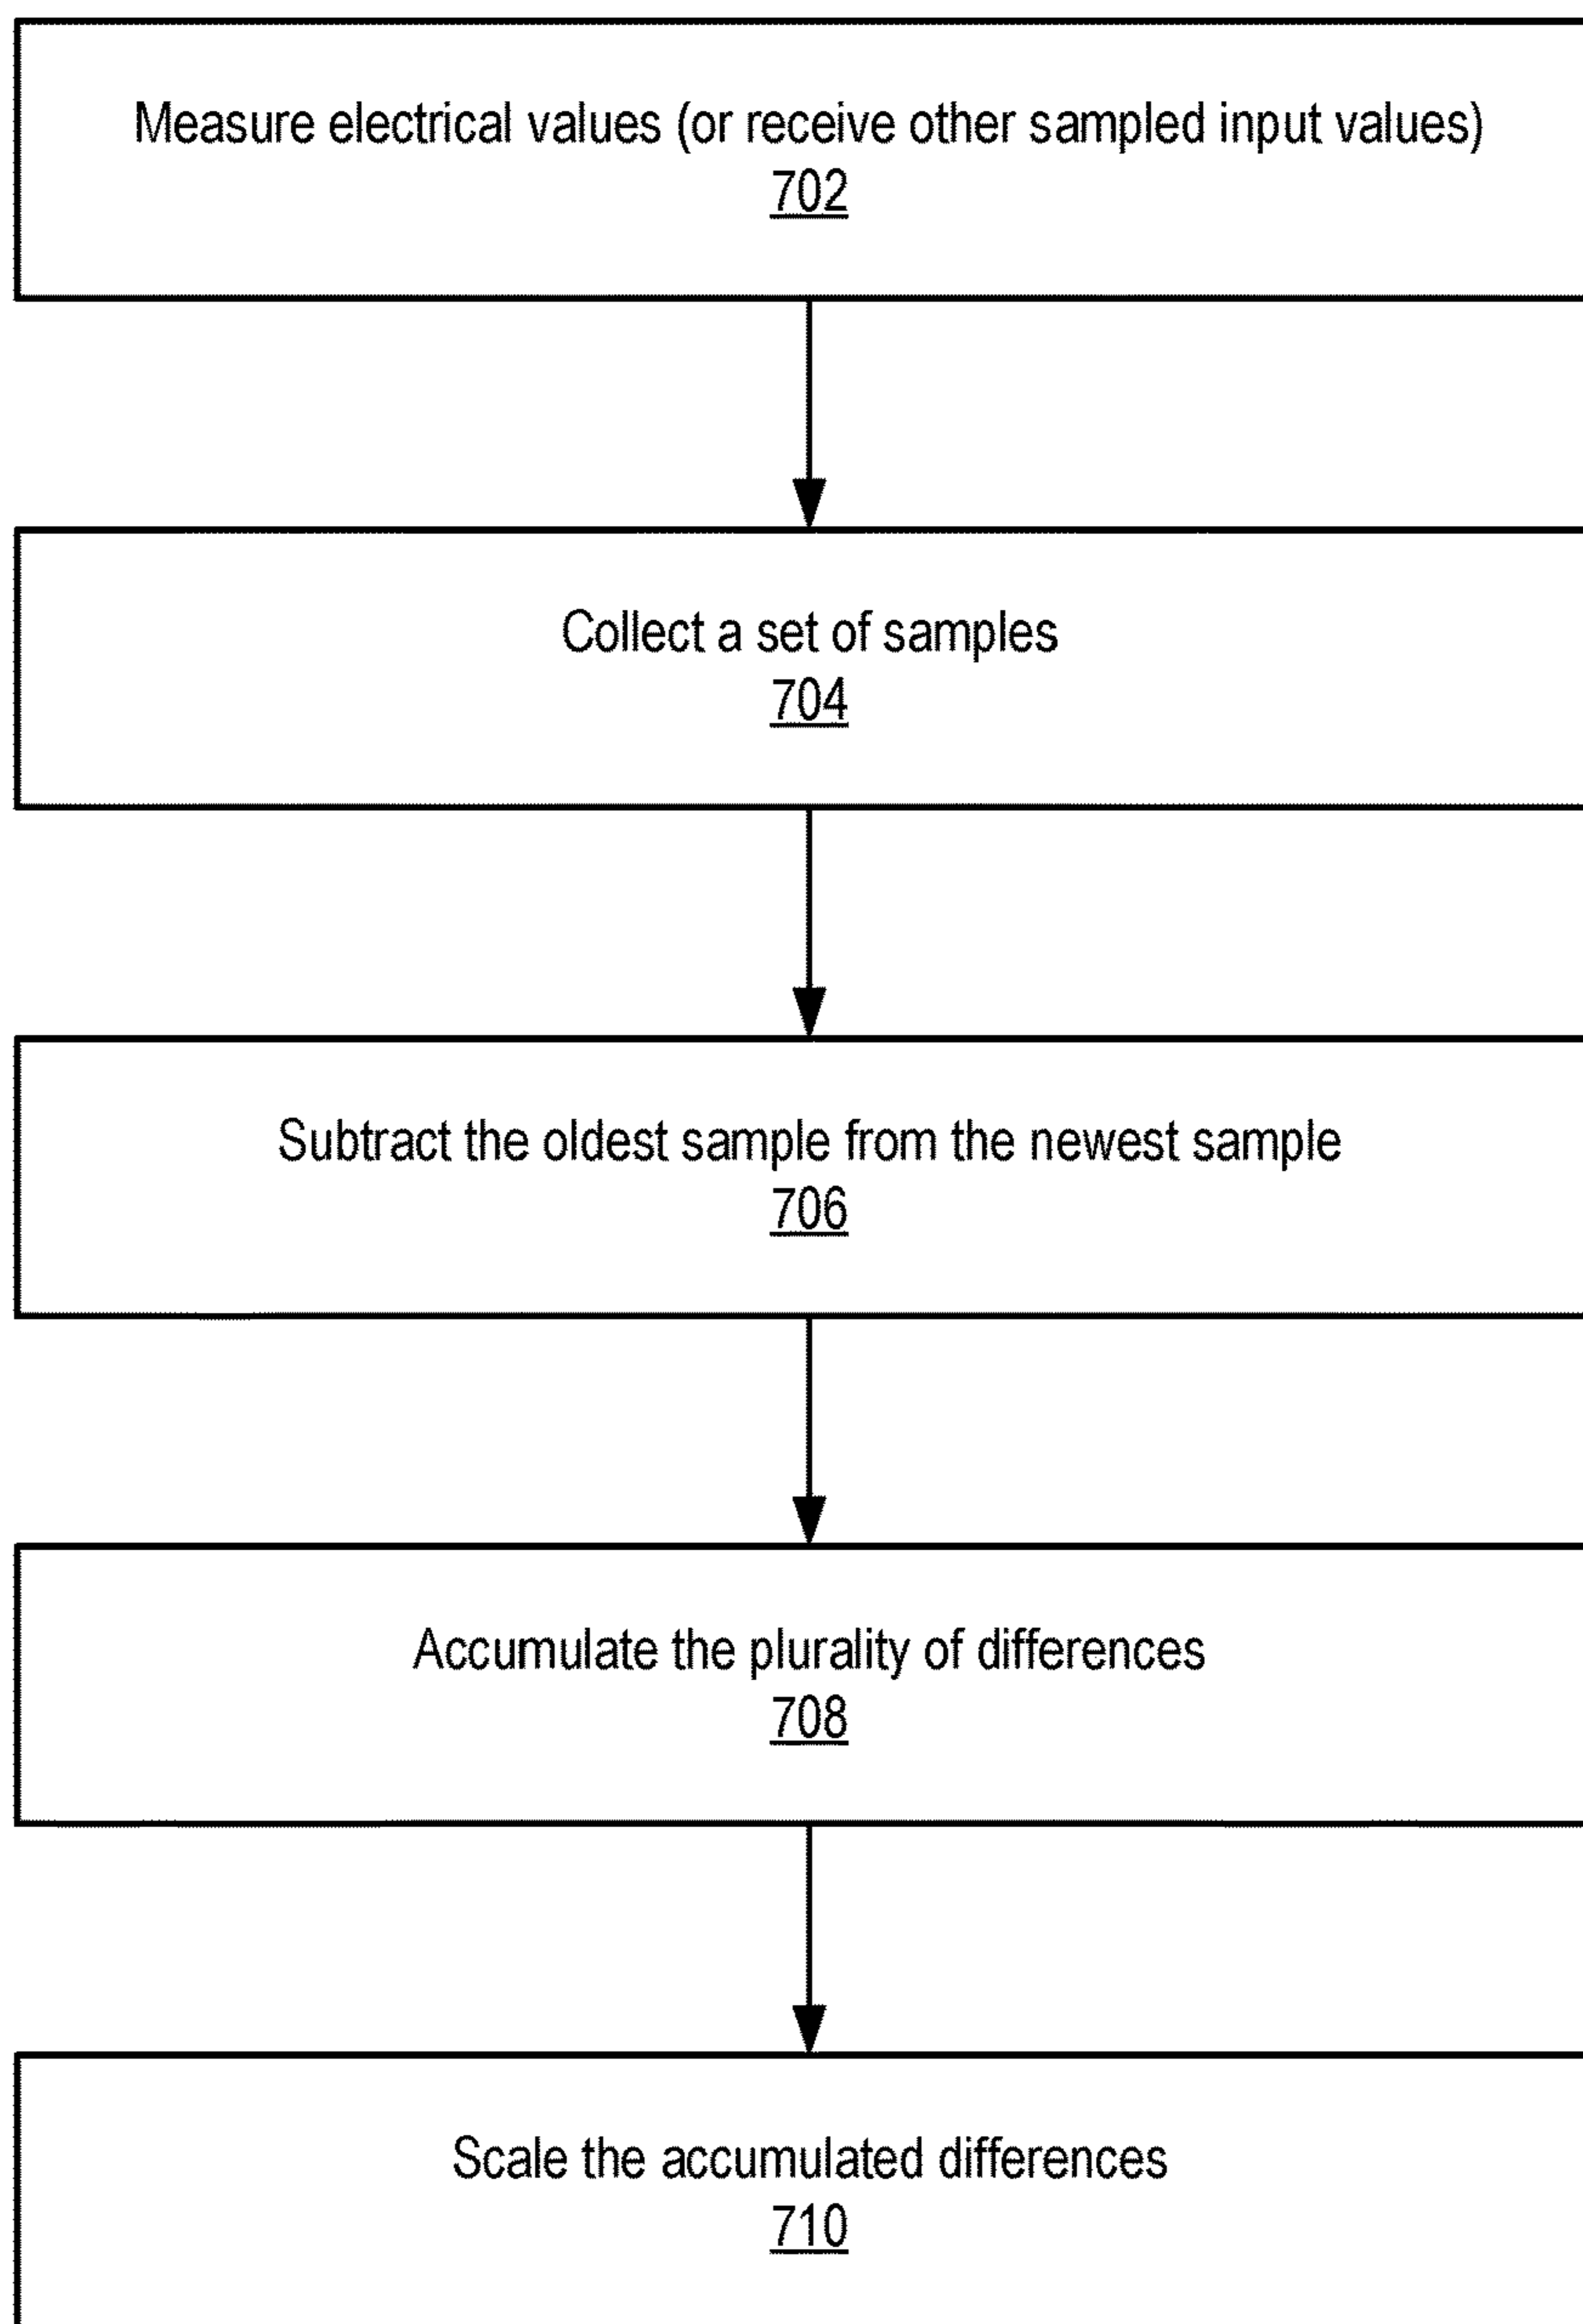 Measure electrical values (or receive other sampled input values)
702
Collect a set of samples
704
Subtract the oldest sample from the newest sample
706
Accumulate the plurality of differences
708
Scale the accumulated differences
710